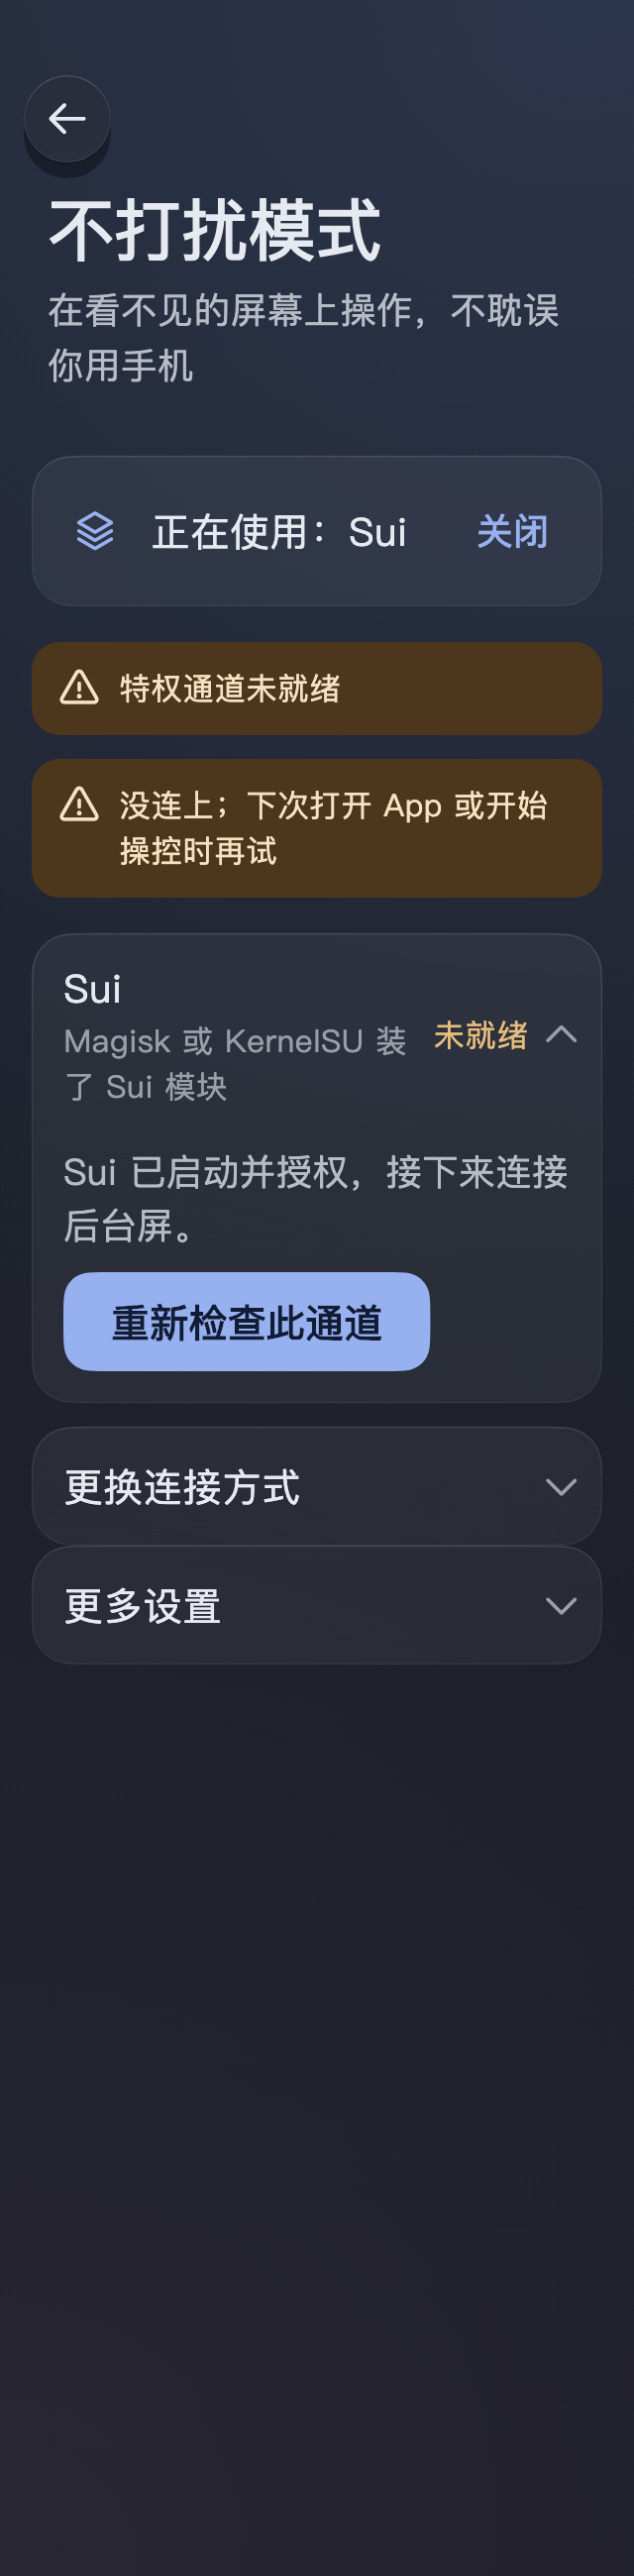 不打扰模式
在看不见的屏幕上操作，不耽误
你用手机
正在使用：Sui
关闭
特权通道未就绪
没连上；下次打开 App 或开始
操控时再试
Sui
Magisk 或 KernelSU 装
了 Sui 模块
未就绪
Sui 已启动并授权，接下来连接
后台屏。
重新检查此通道
更换连接方式
更多设置